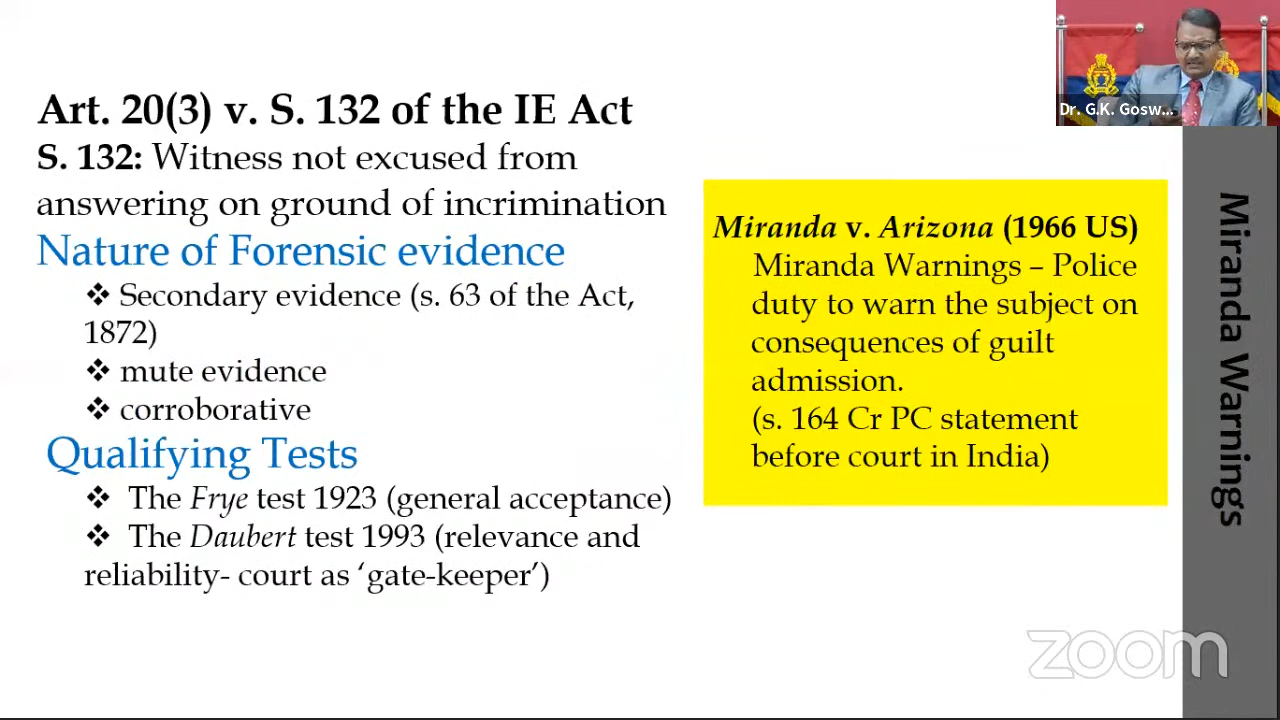 Art. 20(3) v. S. 132 of the IE Act
S. 132: Witness not excused from
answering on ground of incrimination
Nature of Forensic evidence
❖ Secondary evidence (s. 63 of the Act,
1872)
❖ mute evidence
❖ corroborative
Qualifying Tests
❖ The Frye test 1923 (general acceptance)
❖ The Daubert test 1993 (relevance and
reliability- court as ‘gate-keeper’)
Miranda v. Arizona (1966 US)
Miranda Warnings – Police
duty to warn the subject on
consequences of guilt
admission.
(s. 164 Cr PC statement
before court in India)
Dr. G.K. Gosw...
Miranda Warnings
zoom